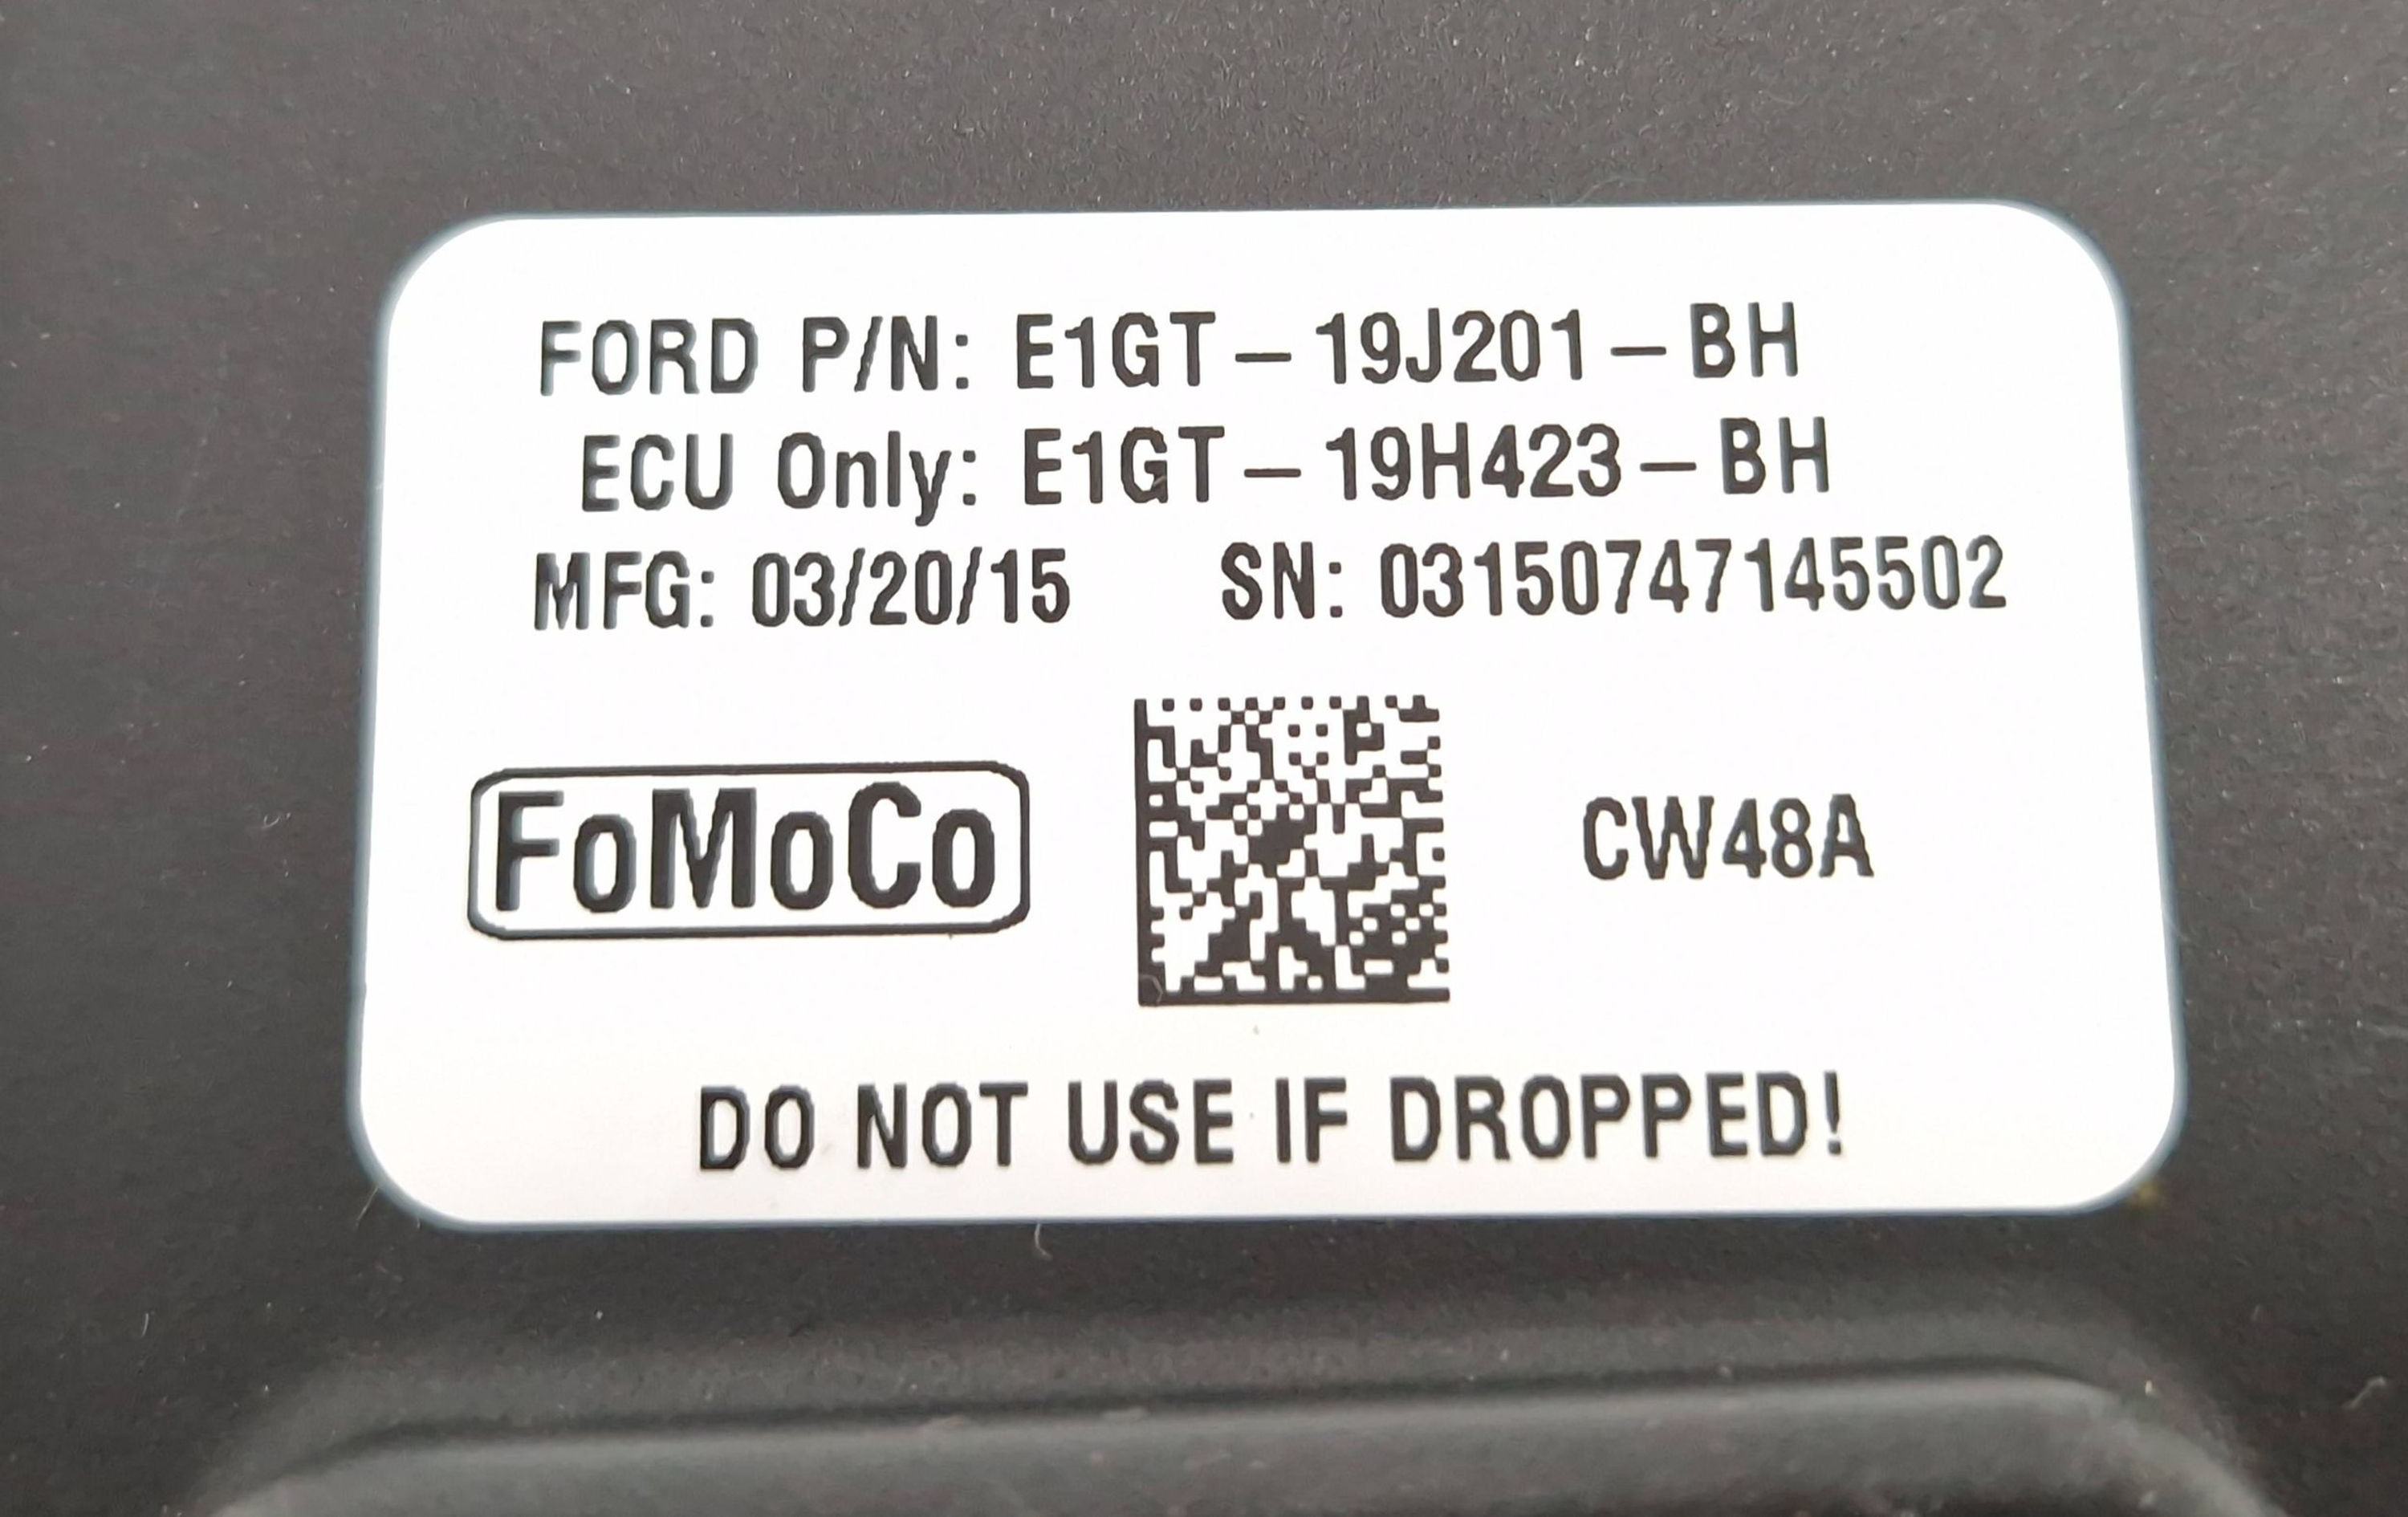 FORD P/N: E1GT-19J201-BH
ECU Only: E1GT-19H423-BH
MFG: 03/20/15 SN: 03150747145502
FoMoCo
CW48A
DO NOT USE IF DROPPED!